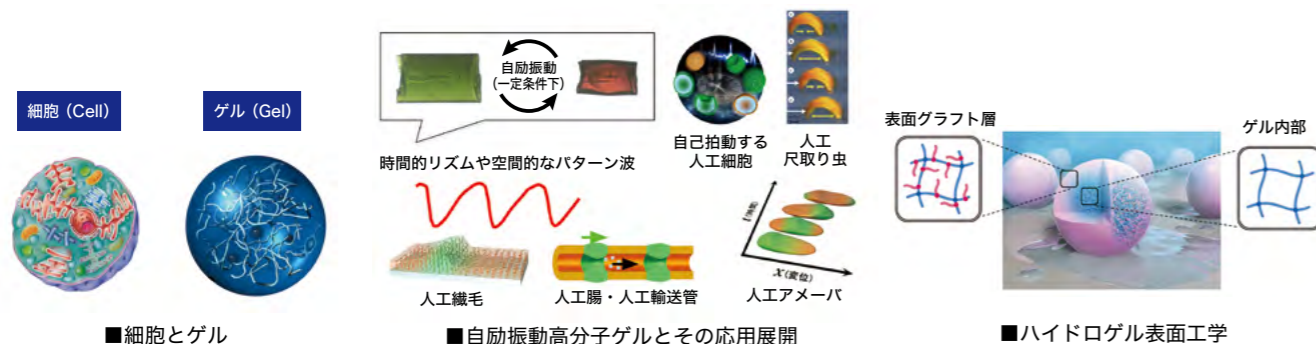 細胞（Cell）
ゲル（Gel）
■細胞とゲル
自励振動
（一定条件下）
時間的リズムや空間的なパターン波
自己拍動する
人工細胞
人工
尺取り虫
人工繊毛
人工腸・人工輸送管
X（変位）
人工アメーバ
■自励振動高分子ゲルとその応用展開
表面グラフト層
ゲル内部
■ハイドロゲル表面工学